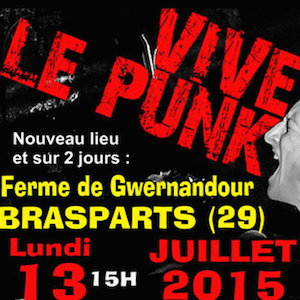 VIVE
LE PUNK
Nouveau lieu
et sur 2 jours :
Ferme de Gwernandour
BRASPARTS (29)
Lundi
13 15H
JUILLET
2015